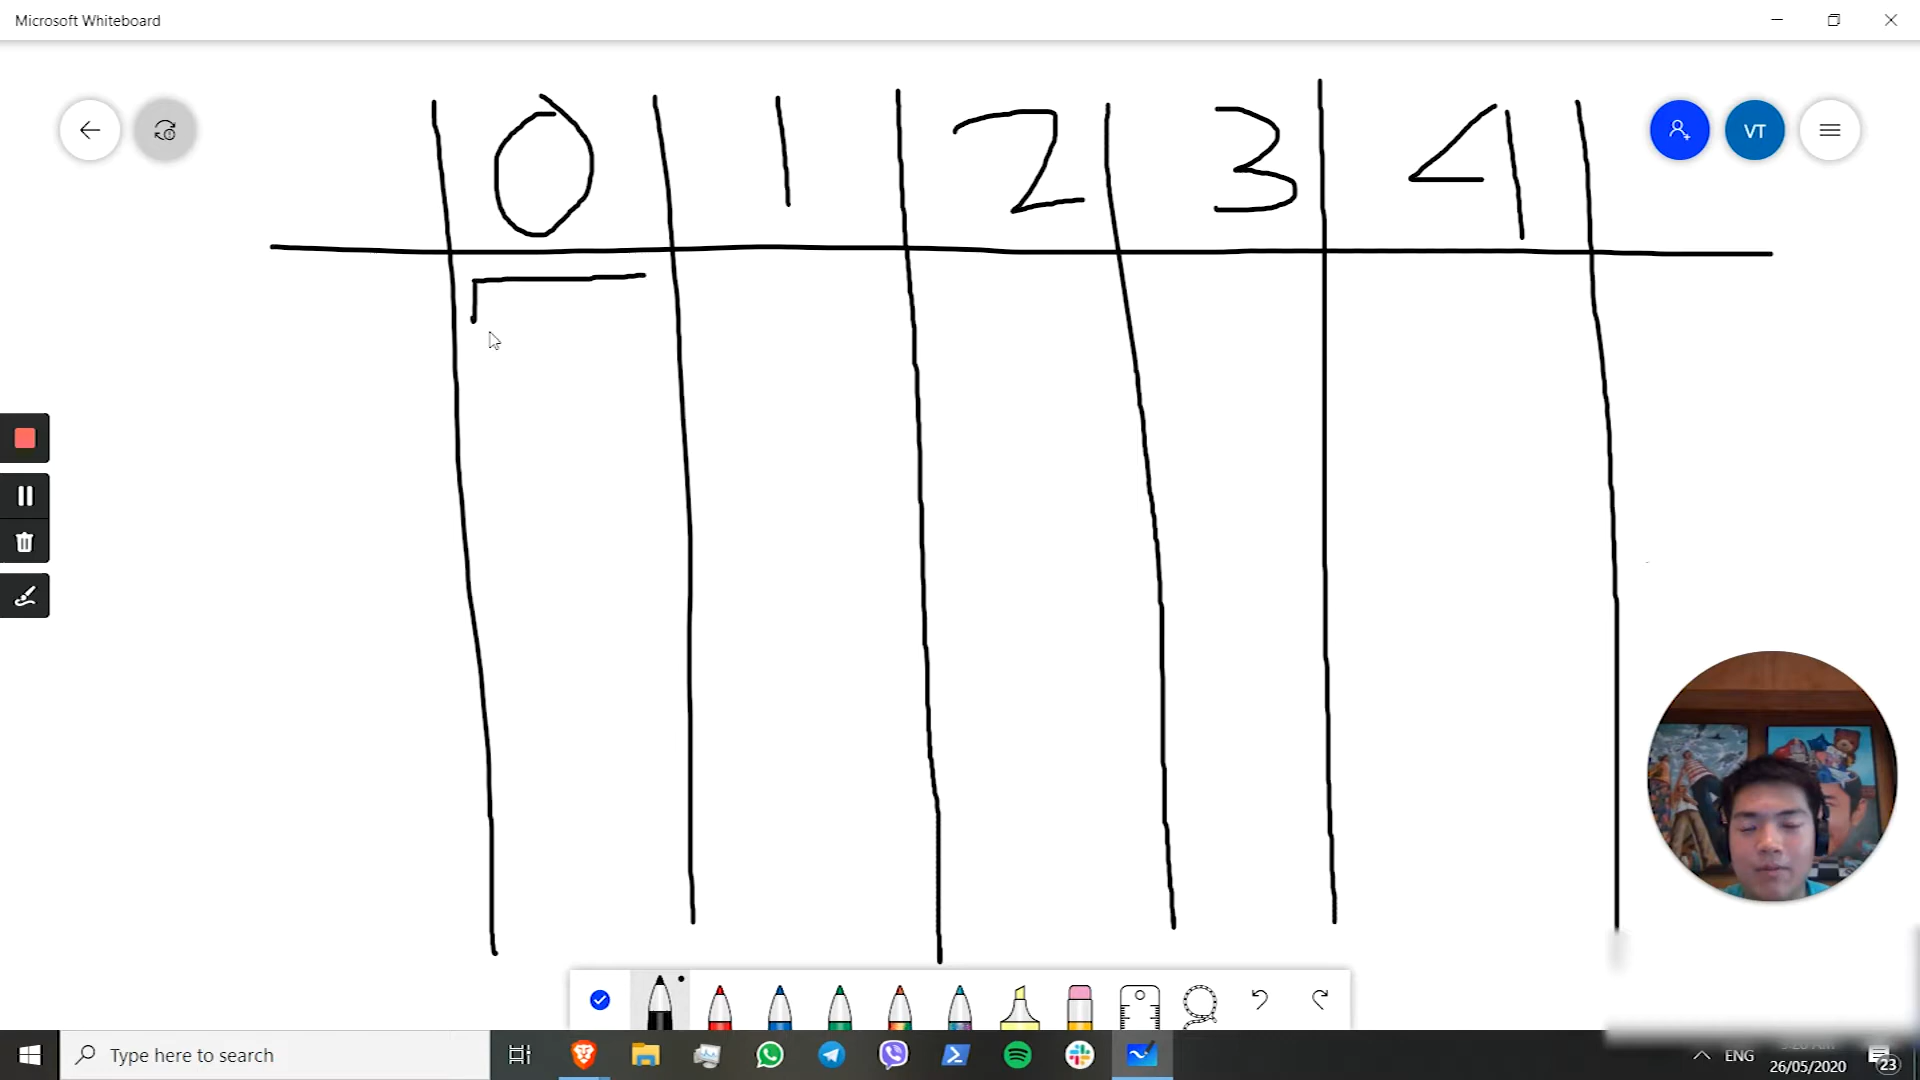 Microsoft Whiteboard
0 1 2 3 4
VT
Type here to search
ENG
26/05/2020
23